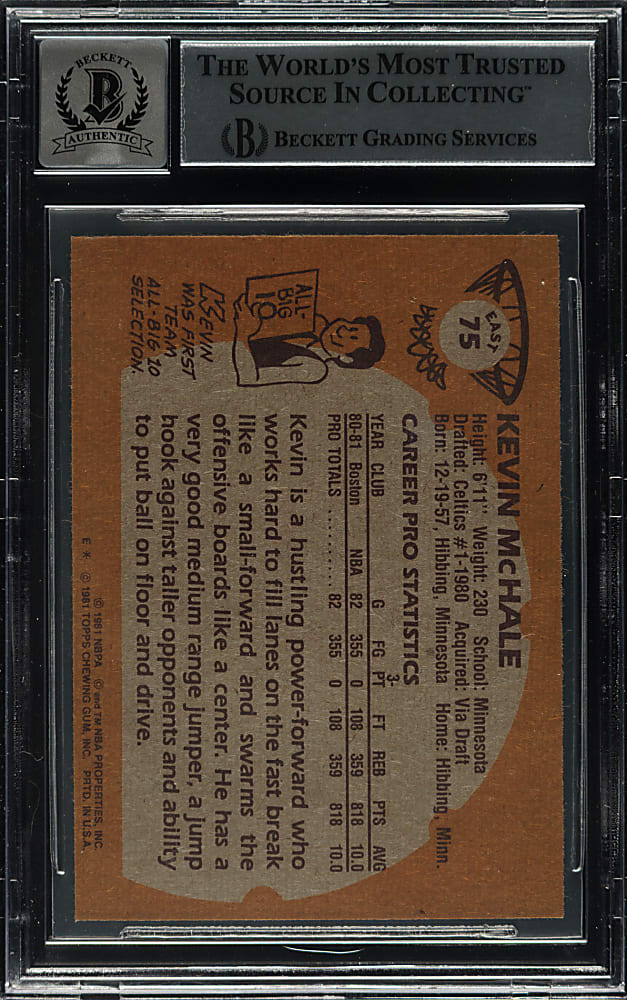 BECKETT
B
AUTHENTIC
THE WORLD'S MOST TRUSTED
SOURCE IN COLLECTING™
B BECKETT GRADING SERVICES
EAST
75
KEVIN McHALE
Height: 6'11" Weight: 230 School: Minnesota
Drafted: Celtics #1-1980 Acquired: Via Draft
Born: 12-19-57, Hibbing, Minnesota Home: Hibbing, Minn.
CAREER PRO STATISTICS
3-
YEAR CLUB G FG PT FT REB PTS AVG
80-81 Boston NBA 82 355 0 108 359 818 10.0
PRO TOTALS .......... 82 355 0 108 359 818 10.0
Kevin is a hustling power-forward who
works hard to fill lanes on the fast break
like a small-forward and swarms the
offensive boards like a center. He has a
very good medium range jumper, a jump
hook against taller opponents and ability
to put ball on floor and drive.
ALL-
BIG
10
KEVIN
WAS FIRST
TEAM
ALL-BIG 10
SELECTION.
© 1981 NBPA © and TM NBA PROPERTIES, INC.
E * © 1981 TOPPS CHEWING GUM, INC. PRTD. IN U.S.A.